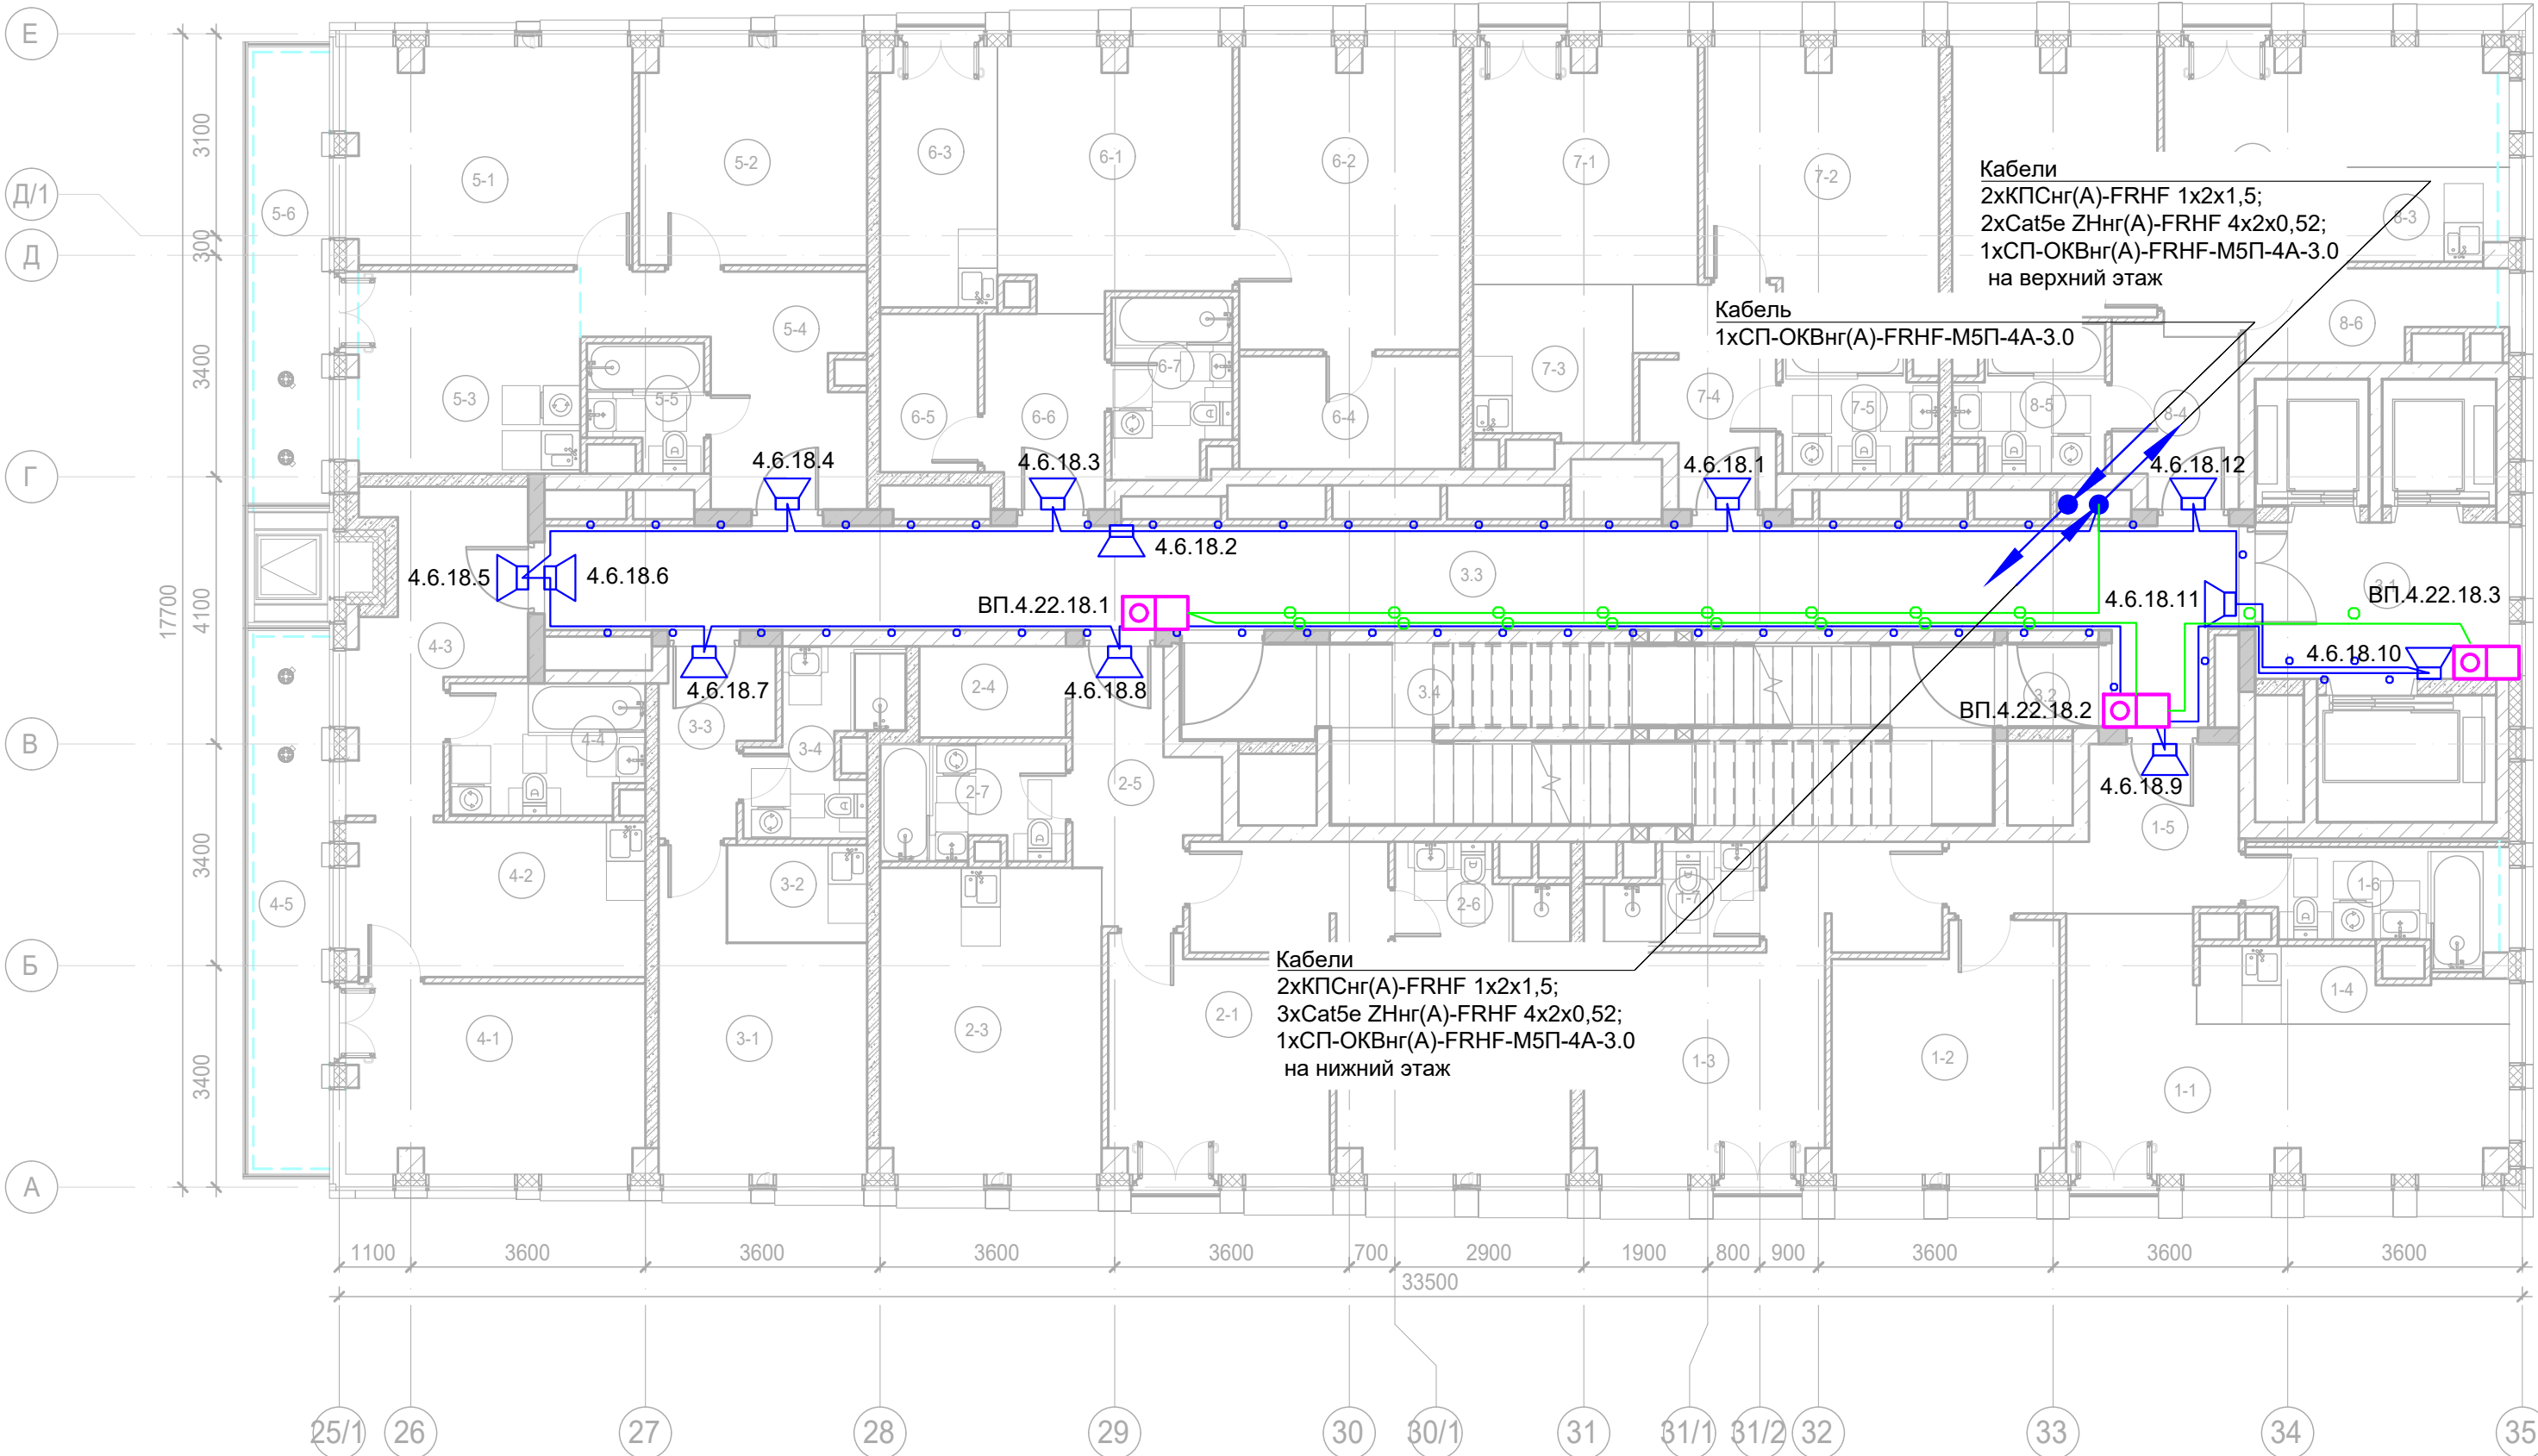 Е
Д/1
Д
Г
В
Б
А
3100
300
3400
4100
3400
3400
17700
5-6
5-1
5-2
6-3
6-1
6-2
7-1
7-2
8-3
8-6
5-3
5-5
5-4
6-5
6-6
6-7
6-4
7-3
7-4
7-5
8-5
8-4
Кабели
2хКПСнг(А)-FRHF 1х2х1,5;
2хCat5e ZHнг(А)-FRHF 4х2х0,52;
1хСП-ОКВнг(А)-FRHF-М5П-4А-3.0
на верхний этаж
Кабель
1хСП-ОКВнг(А)-FRHF-М5П-4А-3.0
4.6.18.4
4.6.18.3
4.6.18.1
4.6.18.12
4.6.18.2
4.6.18.5
4.6.18.6
3.3
3.1
ВП.4.22.18.1
4.6.18.11
ВП.4.22.18.3
4.6.18.10
4.6.18.7
4.6.18.8
ВП.4.22.18.2
4.6.18.9
4-3
3-3
2-4
3.4
3.2
4-4
3-4
2-7
2-5
1-5
4-2
3-2
2-6
1-7
1-6
4-5
4-1
3-1
2-3
2-1
1-3
1-2
1-4
1-1
Кабели
2хКПСнг(А)-FRHF 1х2х1,5;
3хCat5e ZHнг(А)-FRHF 4х2х0,52;
1хСП-ОКВнг(А)-FRHF-М5П-4А-3.0
на нижний этаж
1100 3600 3600 3600 3600 700 2900 1900 800 900 3600 3600 3600
33500
25/1 26 27 28 29 30 30/1 31 31/1 31/2 32 33 34 35